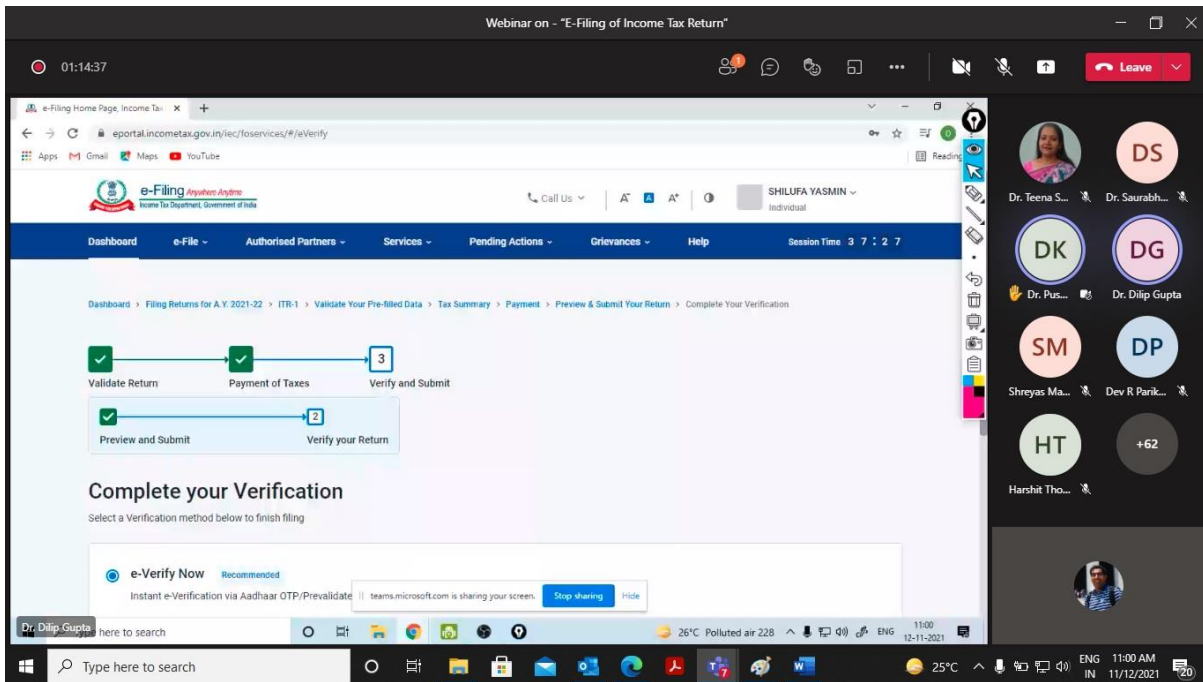 Webinar on - "E-Filing of Income Tax Return"
01:14:37
1
Leave
e-Filing Home Page, Income Ta
eportal.incometax.gov.in/iec/foservices/#/eVerify
Apps Gmail Maps YouTube Reading
e-Filing Anywhere Anytime
Income Tax Department, Government of India
Call Us A- A A+ SHILUFA YASMIN
Individual
Dashboard e-File Authorised Partners Services Pending Actions Grievances Help Session Time 3 7 : 2 7
Dashboard > Filing Returns for A.Y. 2021-22 > ITR-1 > Validate Your Pre-filled Data > Tax Summary > Payment > Preview & Submit Your Return > Complete Your Verification
3
Validate Return Payment of Taxes Verify and Submit
2
Preview and Submit Verify your Return
Complete your Verification
Select a Verification method below to finish filing
e-Verify Now Recommended
Instant e-Verification via Aadhaar OTP/Prevalidate
teams.microsoft.com is sharing your screen. Stop sharing Hide
Dr. Dilip Gupta
here to search
26°C Polluted air 228 ENG 11:00
12-11-2021
Dr. Teena S...
DS
Dr. Saurabh...
DK
Dr. Pus...
DG
Dr. Dilip Gupta
SM
Shreyas Ma...
DP
Dev R Parik...
HT
Harshit Tho...
+62
Type here to search
25°C
ENG
IN
11:00 AM
11/12/2021
20